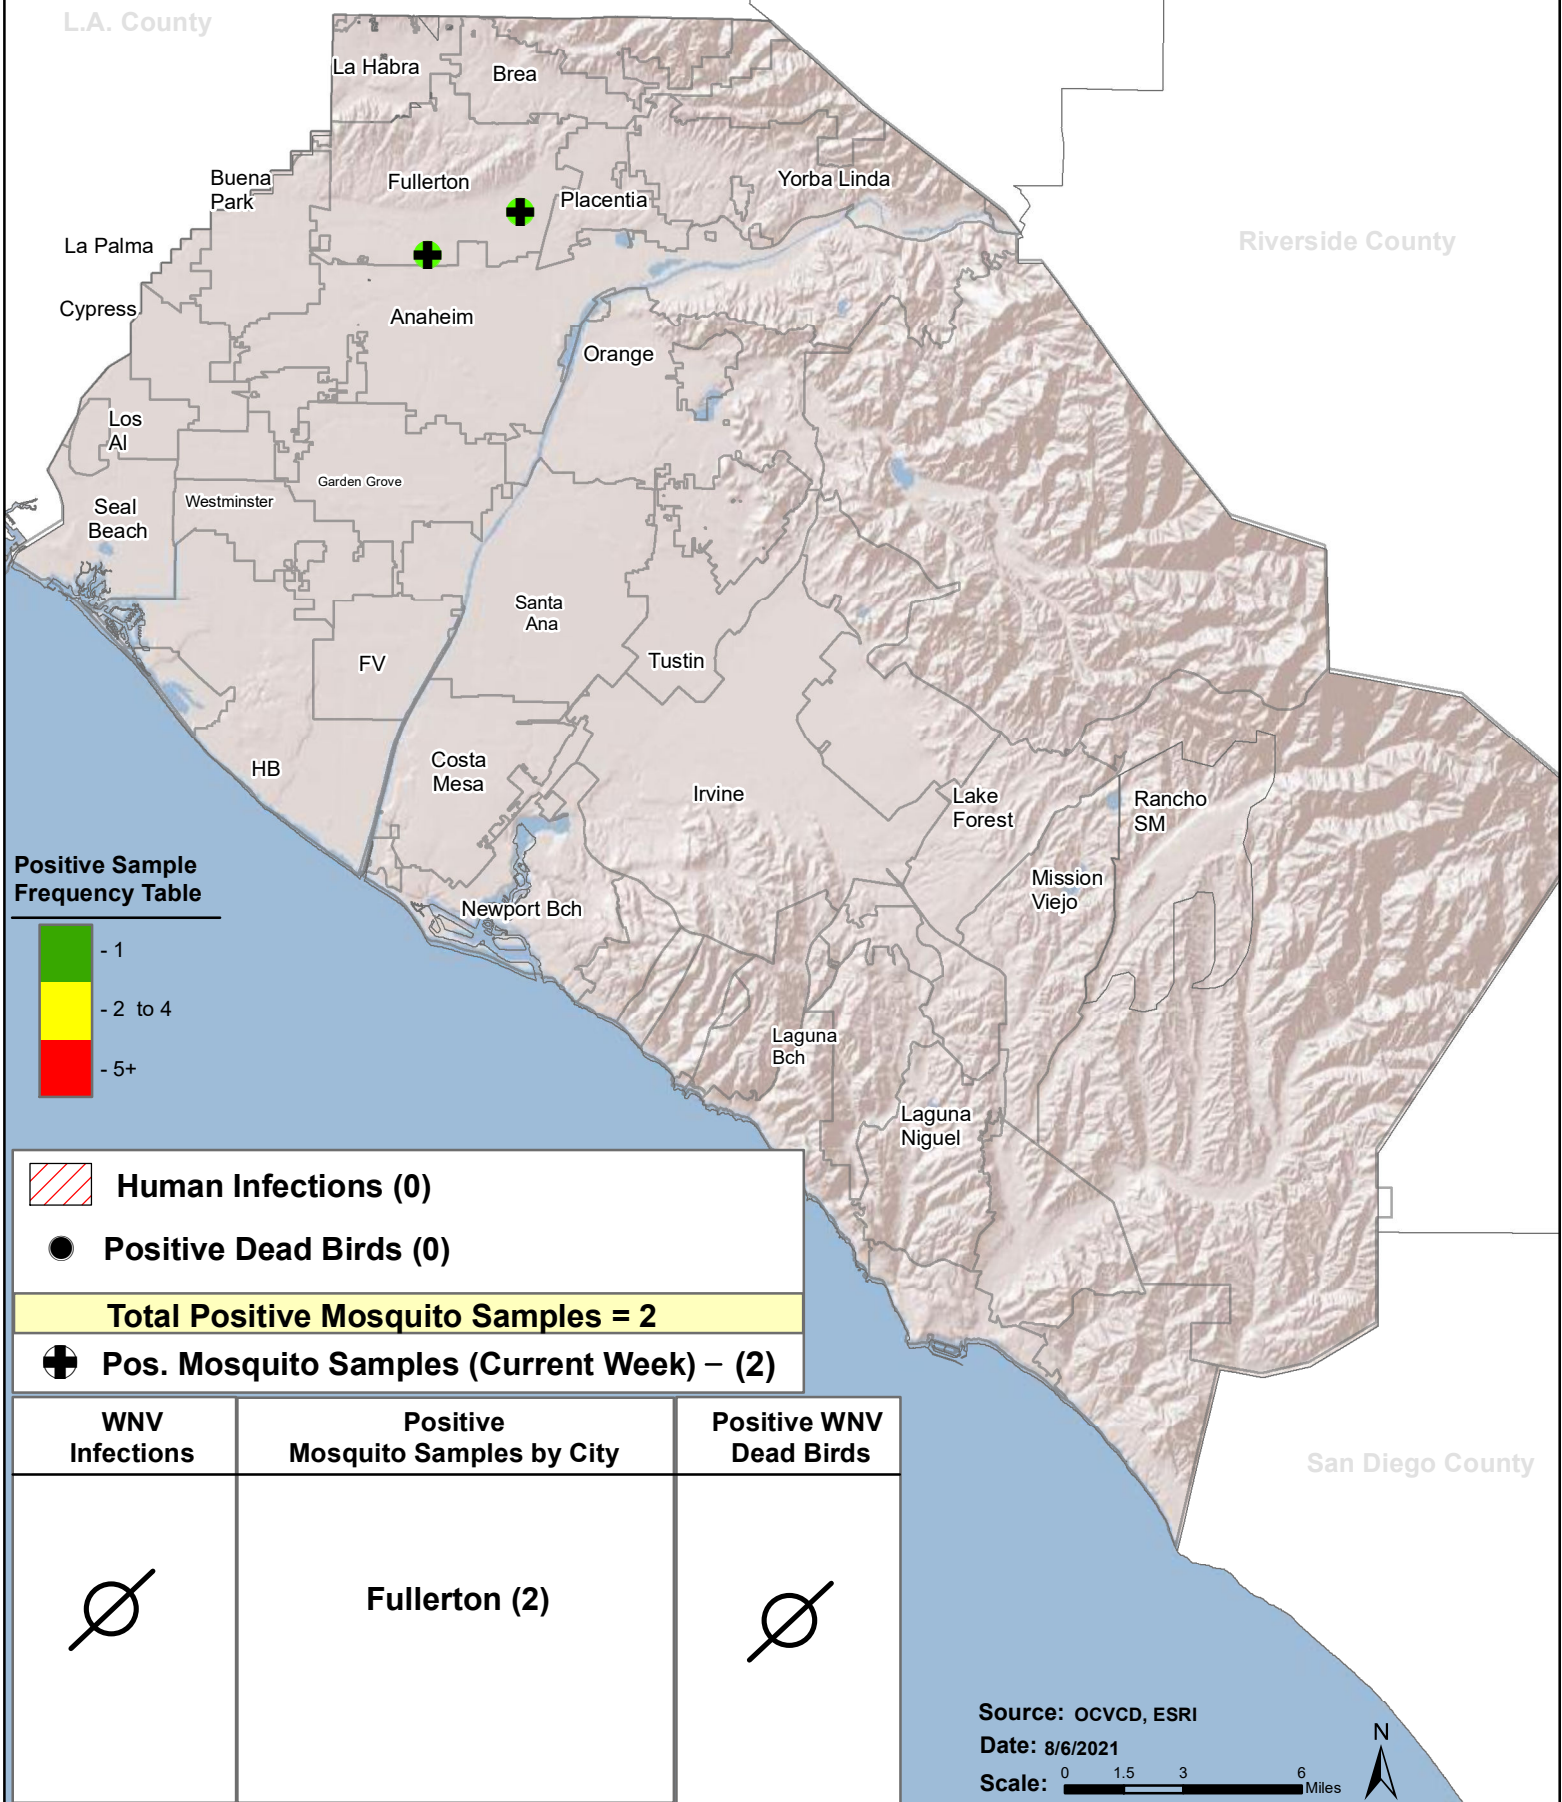 L.A. County
La Habra
Brea
Buena
Park
Fullerton
Placentia
Yorba Linda
La Palma
Riverside County
Cypress
Anaheim
Orange
Los
Al
Garden Grove
Westminster
Seal
Beach
Santa
Ana
FV
Tustin
HB
Costa
Mesa
Irvine
Lake
Forest
Rancho
SM
Mission
Viejo
Newport Bch
Laguna
Bch
Laguna
Niguel
Positive Sample
Frequency Table
- 1
- 2 to 4
- 5+
Human Infections (0)
Positive Dead Birds (0)
Total Positive Mosquito Samples = 2
Pos. Mosquito Samples (Current Week) – (2)
WNV
Infections
Positive
Mosquito Samples by City
Positive WNV
Dead Birds
Fullerton (2)
San Diego County
Source: OCVCD, ESRI
Date: 8/6/2021
N
Scale: 0 1.5 3 6 Miles